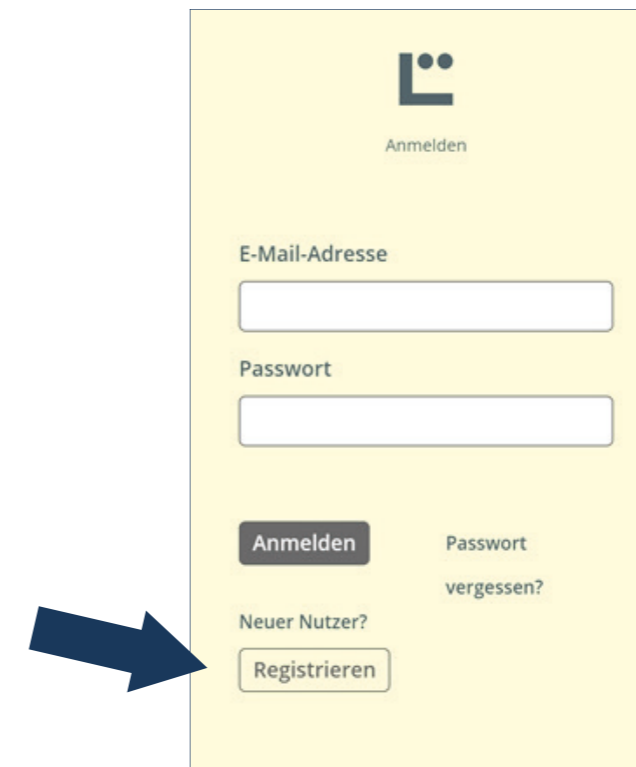 Anmelden
E-Mail-Adresse
Passwort
Anmelden
Passwort
vergessen?
Neuer Nutzer?
Registrieren